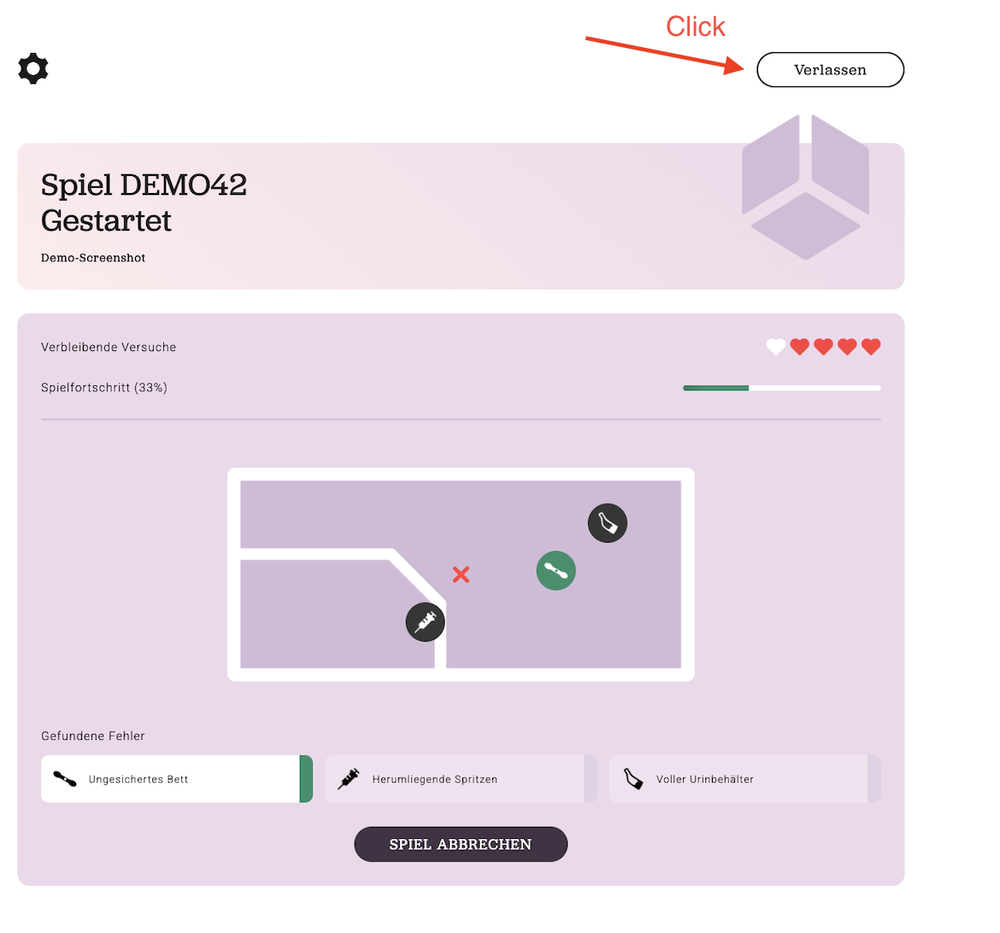 Click
Verlassen
Spiel DEMO42
Gestartet
Demo-Screenshot
Verbleibende Versuche
Spielfortschritt (33%)
Gefundene Fehler
Ungesichertes Bett
Herumliegende Spritzen
Voller Urinbehälter
SPIEL ABBRECHEN